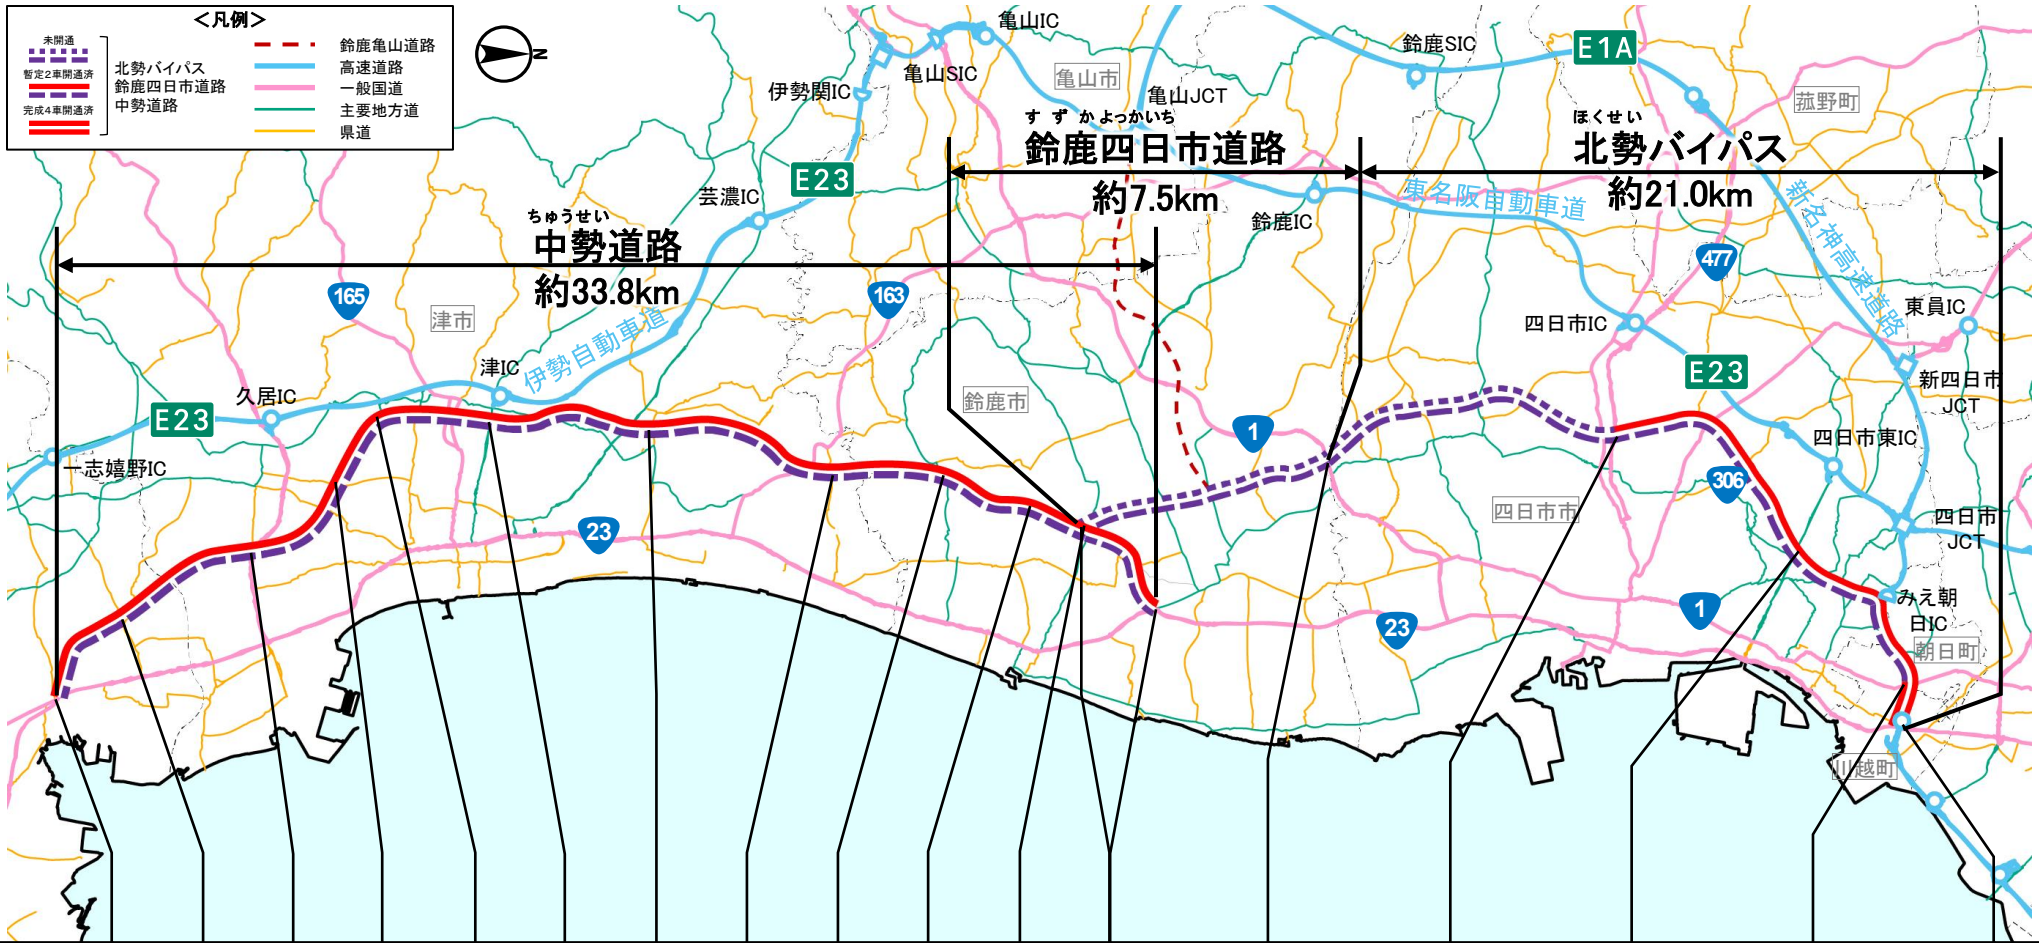 <凡例>
未開通
暫定2車開通済
完成4車開通済
北勢バイパス
鈴鹿四日市道路
中勢道路
鈴鹿亀山道路
高速道路
一般国道
主要地方道
県道
N
亀山IC
亀山SIC
伊勢関IC
亀山市
亀山JCT
鈴鹿SIC
E1A
菰野町
すずかよっかいち
鈴鹿四日市道路
約7.5km
ほくせい
北勢バイパス
約21.0km
E23
芸濃IC
ちゅうせい
中勢道路
約33.8km
鈴鹿IC
東名阪自動車道
新名神高速道路
477
165
津市
163
伊勢自動車道
四日市IC
東員IC
E23
新四日市
JCT
津IC
久居IC
E23
一志嬉野IC
鈴鹿市
1
四日市東IC
306
四日市市
四日市
JCT
23
みえ朝
日IC
1
23
朝日町
川越町